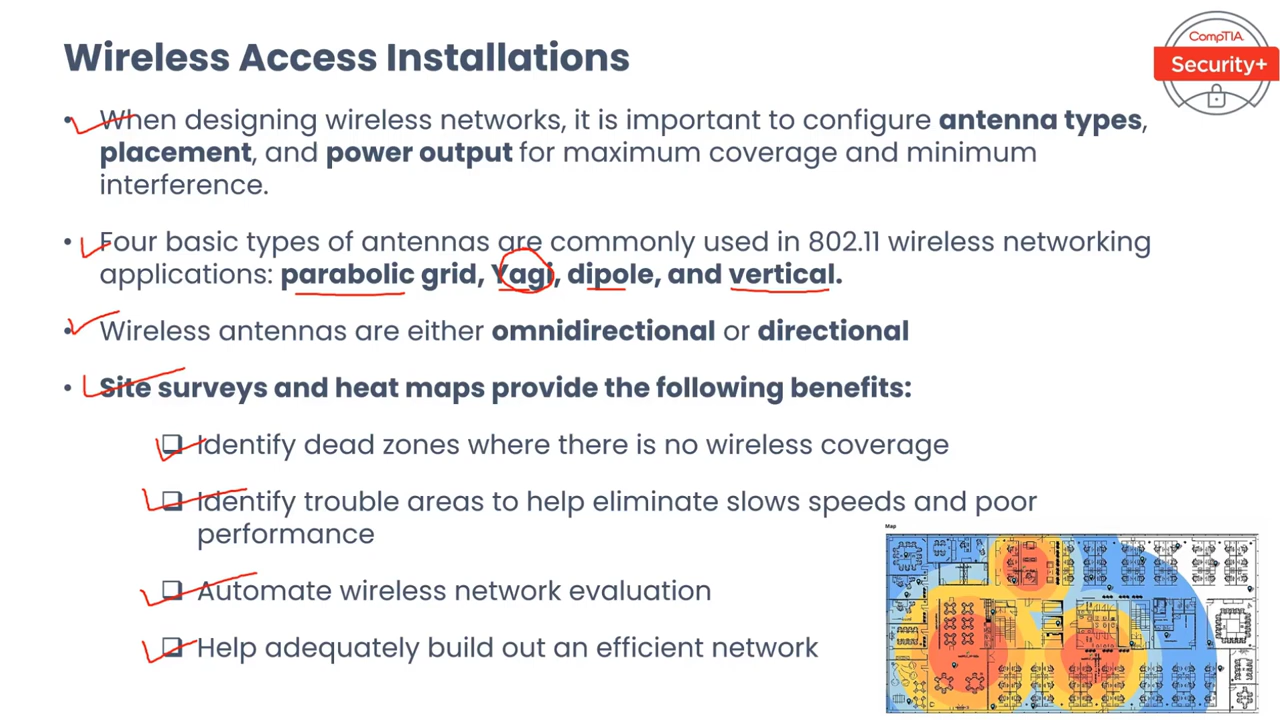 Wireless Access Installations
CompTIA
Security+
• When designing wireless networks, it is important to configure antenna types,
placement, and power output for maximum coverage and minimum
interference.
• Four basic types of antennas are commonly used in 802.11 wireless networking
applications: parabolic grid, Yagi, dipole, and vertical.
• Wireless antennas are either omnidirectional or directional
• Site surveys and heat maps provide the following benefits:
❑ Identify dead zones where there is no wireless coverage
❑ Identify trouble areas to help eliminate slows speeds and poor
performance
❑ Automate wireless network evaluation
❑ Help adequately build out an efficient network
Map